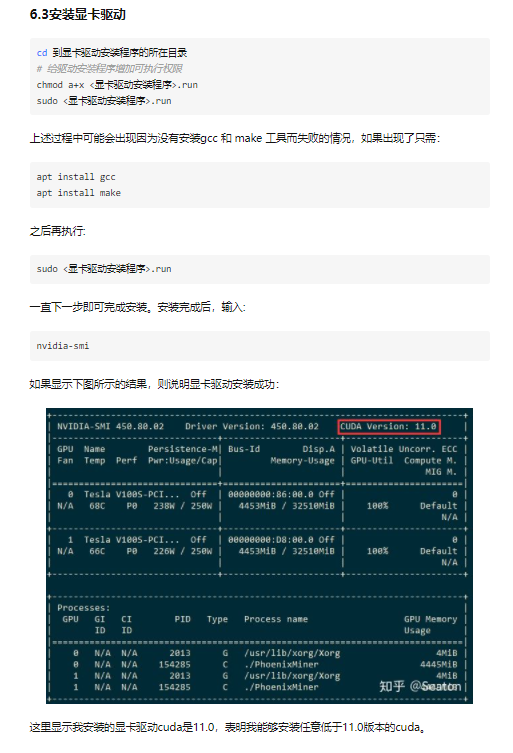 6.3安装显卡驱动
cd 到显卡驱动安装程序的所在目录
# 给驱动安装程序增加可执行权限
chmod a+x <显卡驱动安装程序>.run
sudo <显卡驱动安装程序>.run
上述过程中可能会出现因为没有安装gcc 和 make 工具而失败的情况，如果出现了只需：
apt install gcc
apt install make
之后再执行:
sudo <显卡驱动安装程序>.run
一直下一步即可完成安装。安装完成后，输入:
nvidia-smi
如果显示下图所示的结果，则说明显卡驱动安装成功：
NVIDIA-SMI 450.80.02 Driver Version: 450.80.02 CUDA Version: 11.0
GPU Name Persistence-M| Bus-Id Disp.A | Volatile Uncorr. ECC
Fan Temp Perf Pwr:Usage/Cap| Memory-Usage | GPU-Util Compute M.
MIG M.
0 Tesla V100S-PCI... Off | 00000000:86:00.0 Off | 0
N/A 68C P0 238W / 250W | 4453MiB / 32510MiB | 100% Default
N/A
1 Tesla V100S-PCI... Off | 00000000:D8:00.0 Off | 0
N/A 66C P0 226W / 250W | 4453MiB / 32510MiB | 100% Default
N/A
Processes:
GPU GI CI PID Type Process name GPU Memory
ID ID Usage
0 N/A N/A 2013 G /usr/lib/xorg/Xorg 4MiB
0 N/A N/A 154285 C ./PhoenixMiner 4445MiB
1 N/A N/A 2013 G /usr/lib/xorg/Xorg 4MiB
1 N/A N/A 154285 C ./PhoenixMiner
知乎 @Seaton
这里显示我安装的显卡驱动cuda是11.0，表明我能够安装任意低于11.0版本的cuda。